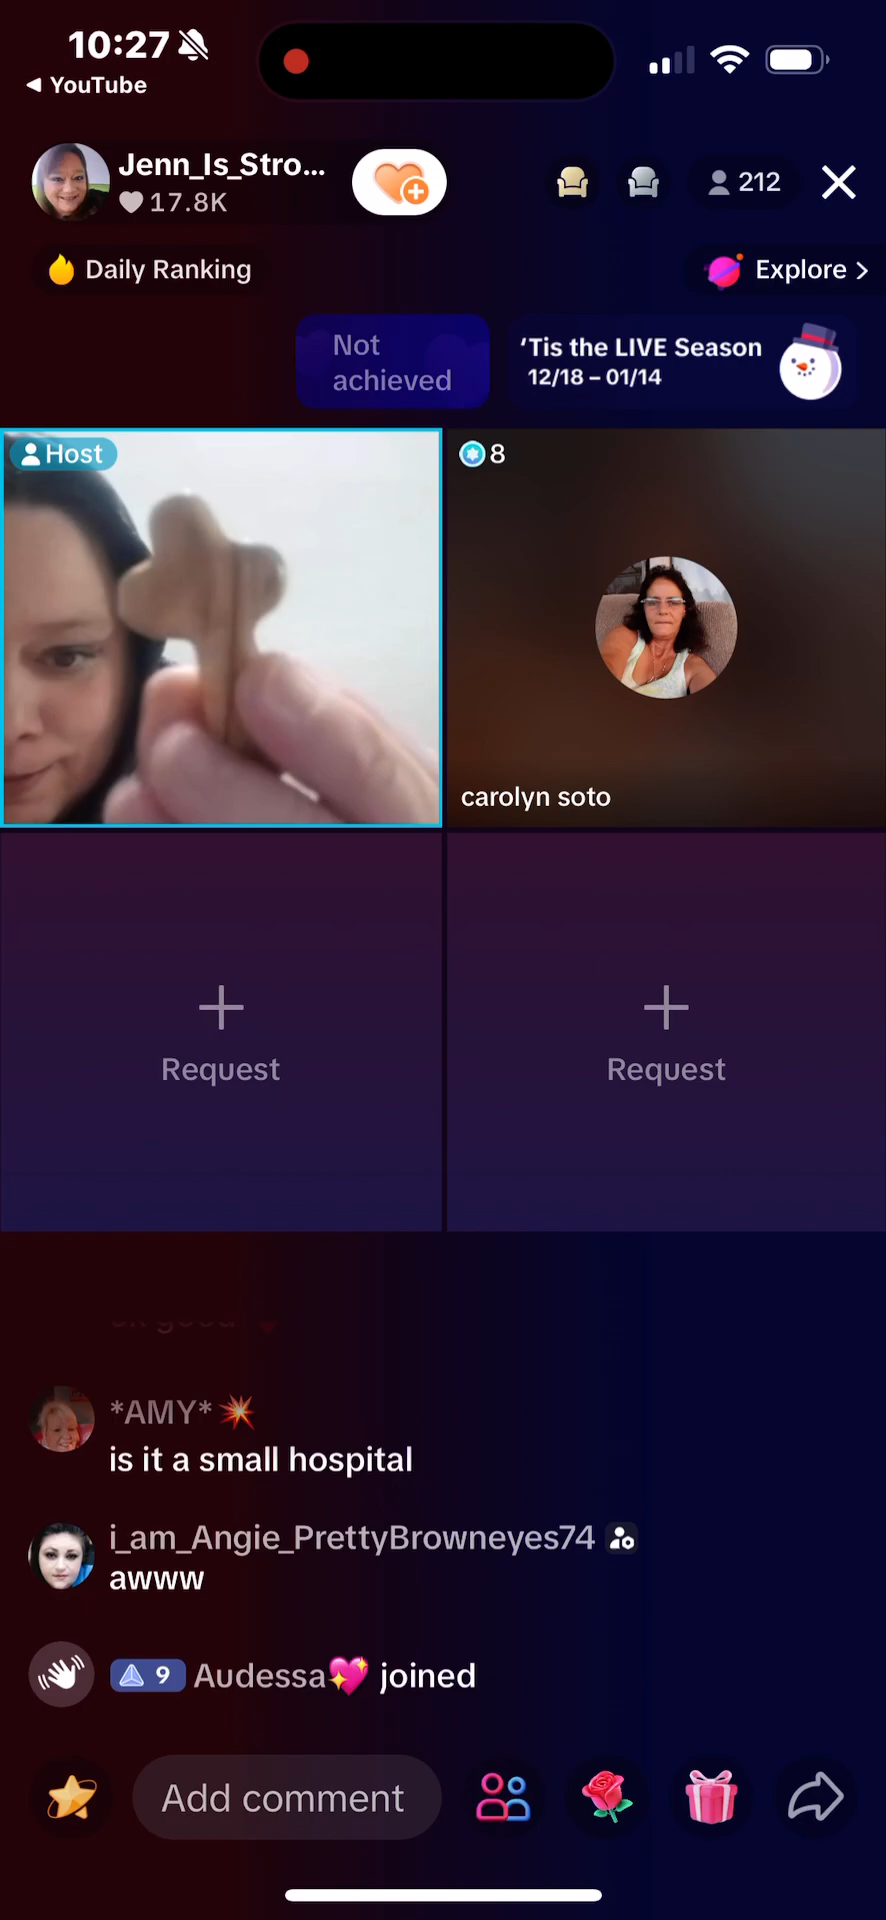 10:27
YouTube
Jenn_Is_Stro...
17.8K
212
Daily Ranking
Explore >
Not
achieved
'Tis the LIVE Season
12/18 – 01/14
Host
8
carolyn soto
Request
Request
*AMY*
is it a small hospital
i_am_Angie_PrettyBrowneyes74
awww
9 Audessa joined
Add comment